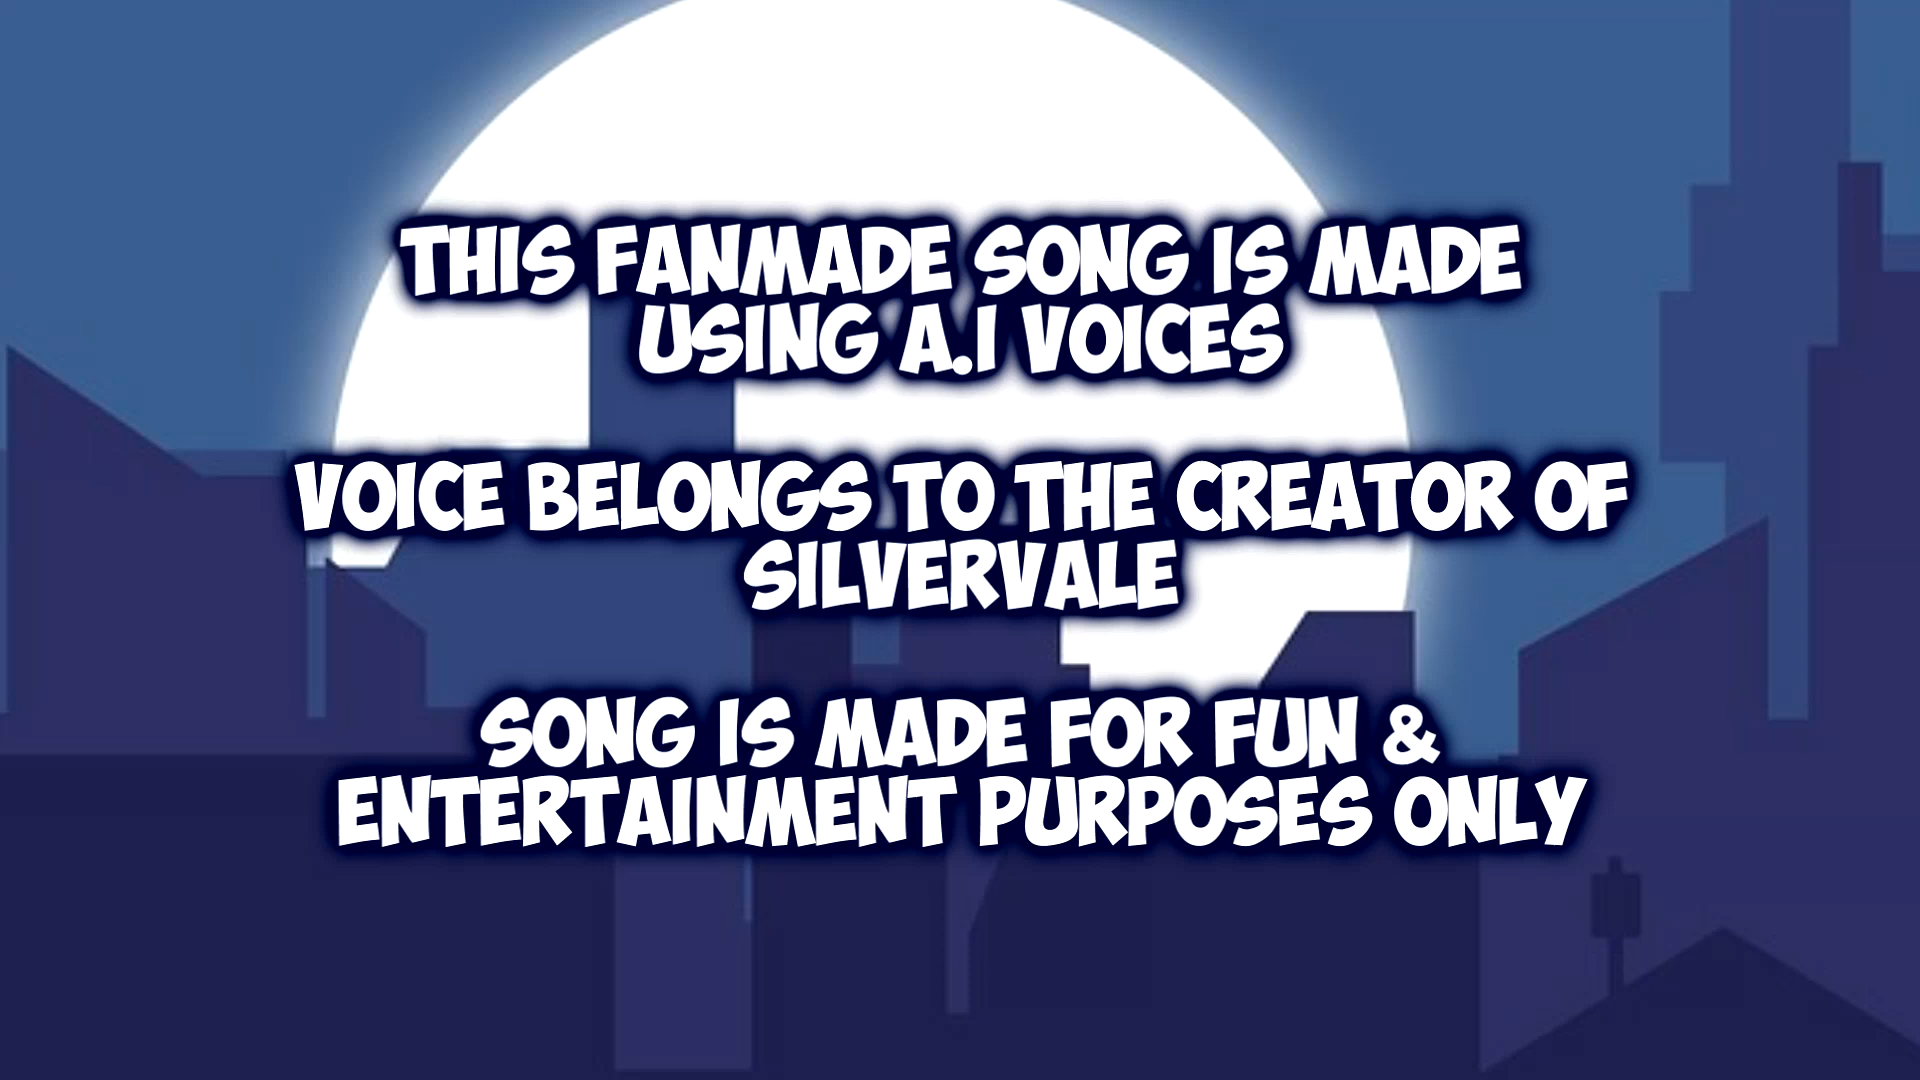 THIS FANMADE SONG IS MADE
USING A.I VOICES
VOICE BELONGS TO THE CREATOR OF
SILVERVALE
SONG IS MADE FOR FUN &
ENTERTAINMENT PURPOSES ONLY